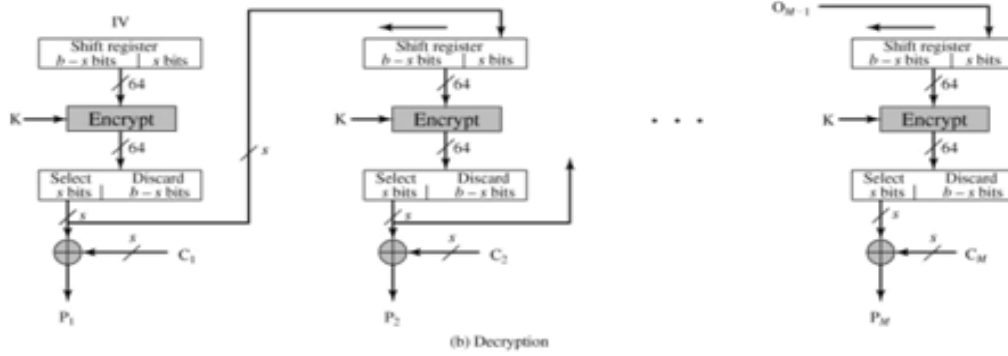 IV
Shift register
b – s bits | s bits
64
K
Encrypt
64
Select Discard
s bits b – s bits
s
s
C1
P1
s
Shift register
b – s bits | s bits
64
K
Encrypt
64
Select Discard
s bits b – s bits
s
s
C2
P2
. . .
OM–1
Shift register
b – s bits | s bits
64
K
Encrypt
64
Select Discard
s bits b – s bits
s
s
CM
PM
(b) Decryption